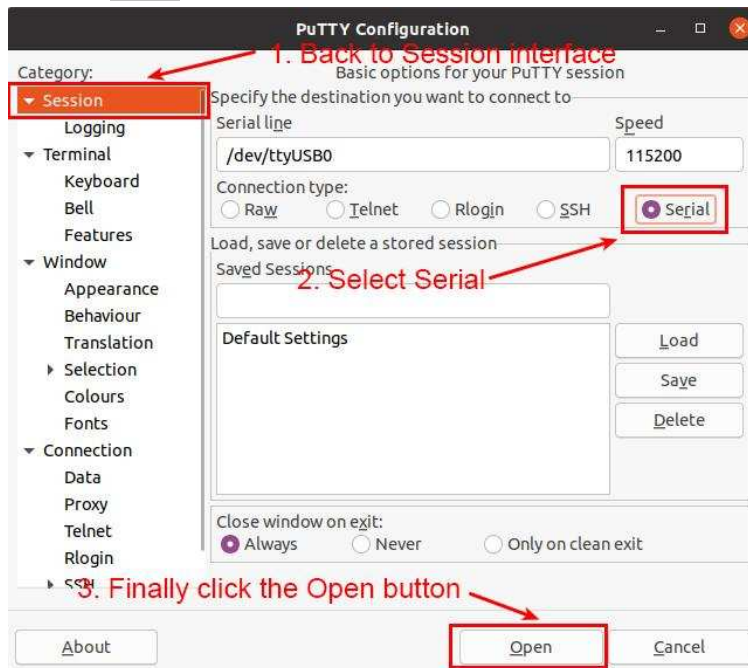 PuTTY Configuration
1. Back to Session interface
Category:
Basic options for your PuTTY session
Session
Logging
Terminal
Keyboard
Bell
Features
Window
Appearance
Behaviour
Translation
Selection
Colours
Fonts
Connection
Data
Proxy
Telnet
Rlogin
SSH
Specify the destination you want to connect to
Serial line
Speed
/dev/ttyUSB0
115200
Connection type:
Raw
Telnet
Rlogin
SSH
Serial
Load, save or delete a stored session
Saved Sessions
2. Select Serial
Default Settings
Load
Save
Delete
Close window on exit:
Always
Never
Only on clean exit
3. Finally click the Open button
About
Open
Cancel